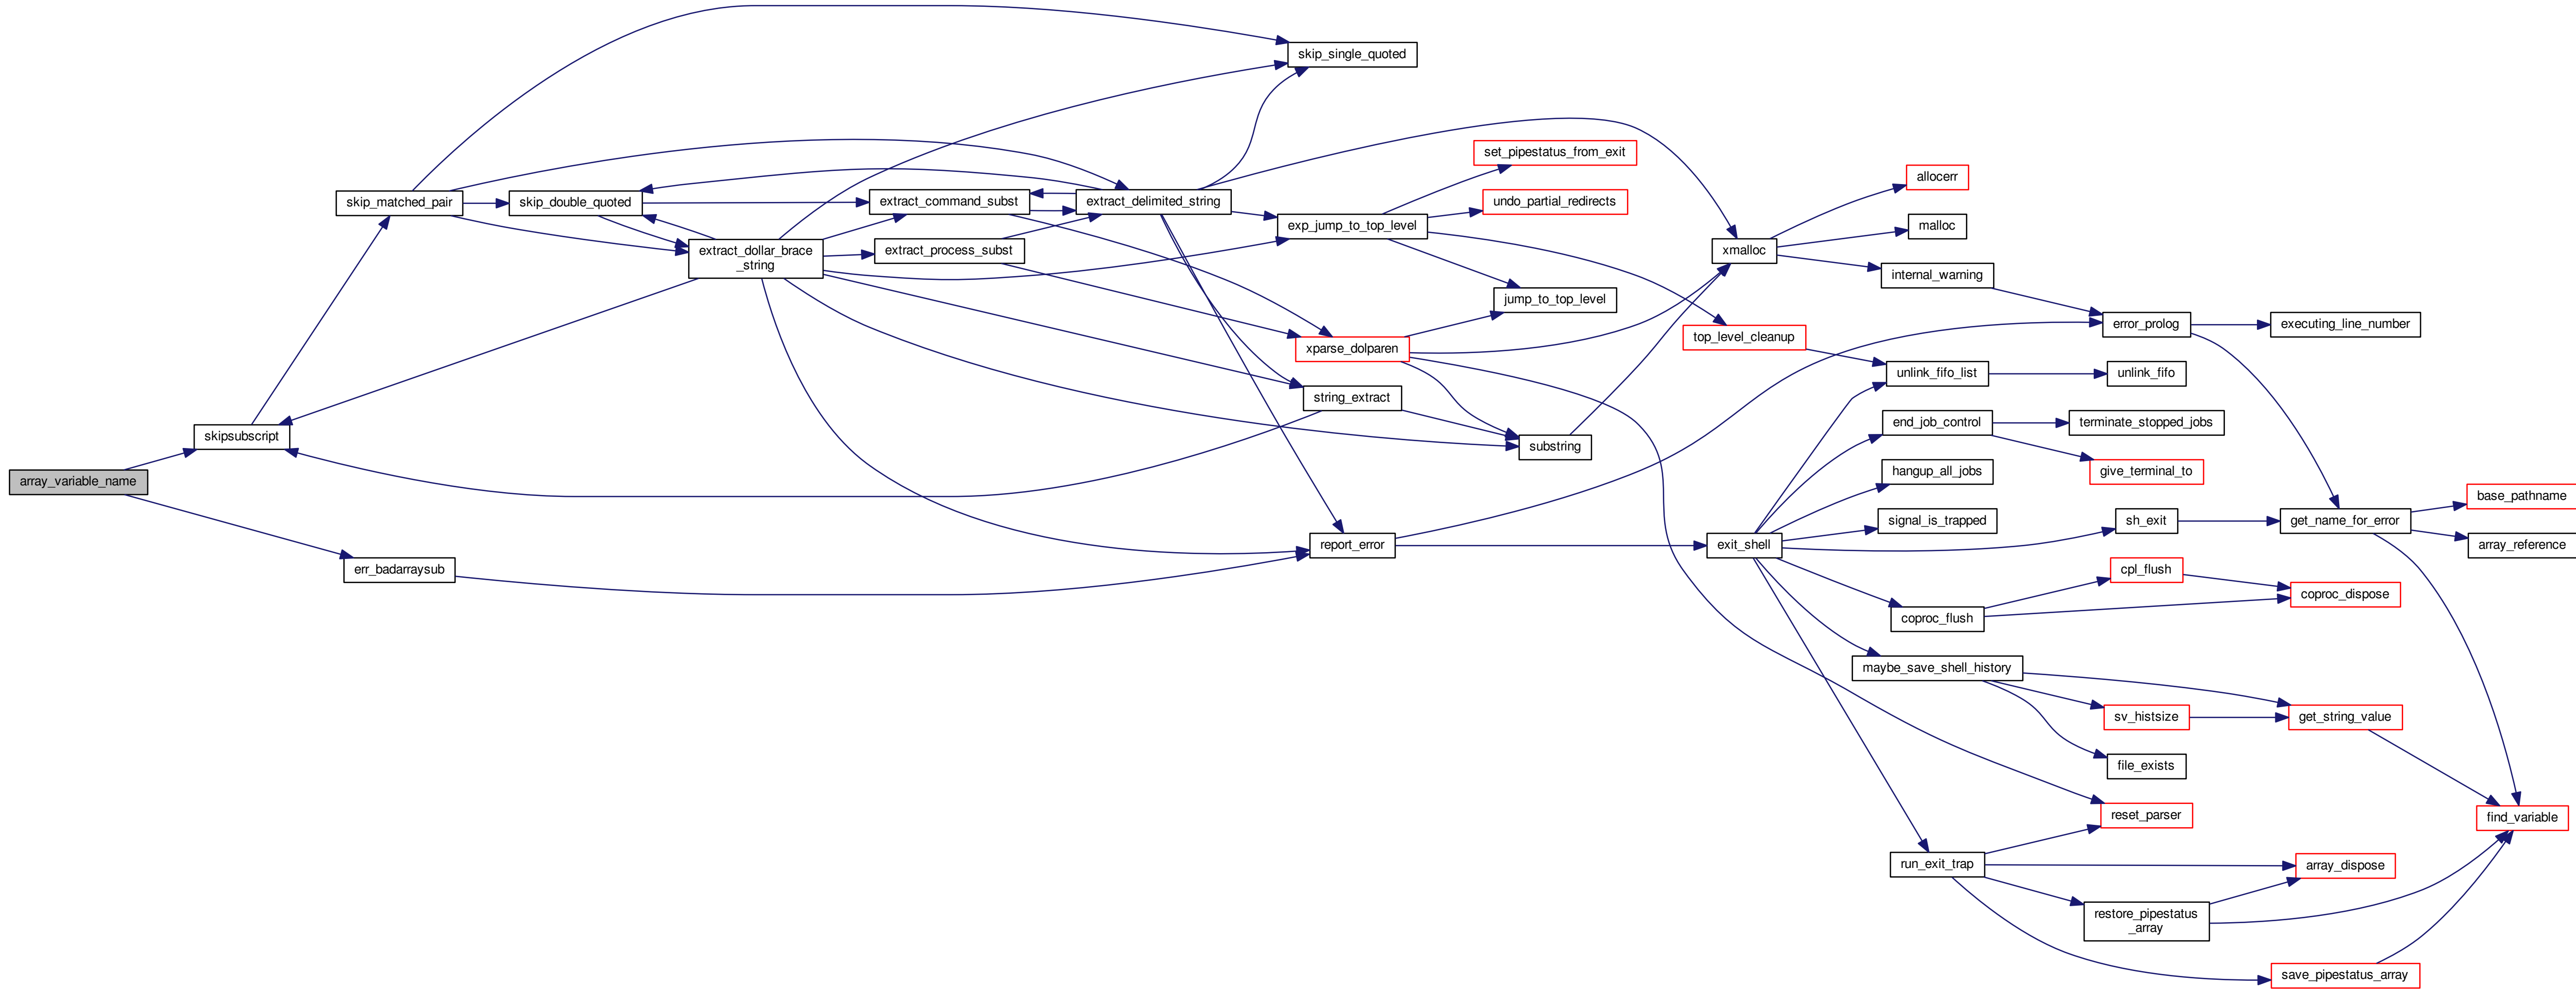 skip_single_quoted
set_pipestatus_from_exit
allocerr
skip_matched_pair
skip_double_quoted
extract_command_subst
extract_delimited_string
undo_partial_redirects
exp_jump_to_top_level
malloc
extract_dollar_brace
_string
extract_process_subst
xmalloc
internal_warning
jump_to_top_level
error_prolog
executing_line_number
top_level_cleanup
xparse_dolparen
unlink_fifo_list
unlink_fifo
string_extract
end_job_control
terminate_stopped_jobs
skipsubscript
substring
hangup_all_jobs
give_terminal_to
array_variable_name
base_pathname
signal_is_trapped
sh_exit
get_name_for_error
report_error
exit_shell
array_reference
err_badarraysub
cpl_flush
coproc_dispose
coproc_flush
maybe_save_shell_history
sv_histsize
get_string_value
file_exists
reset_parser
find_variable
run_exit_trap
array_dispose
restore_pipestatus
_array
save_pipestatus_array